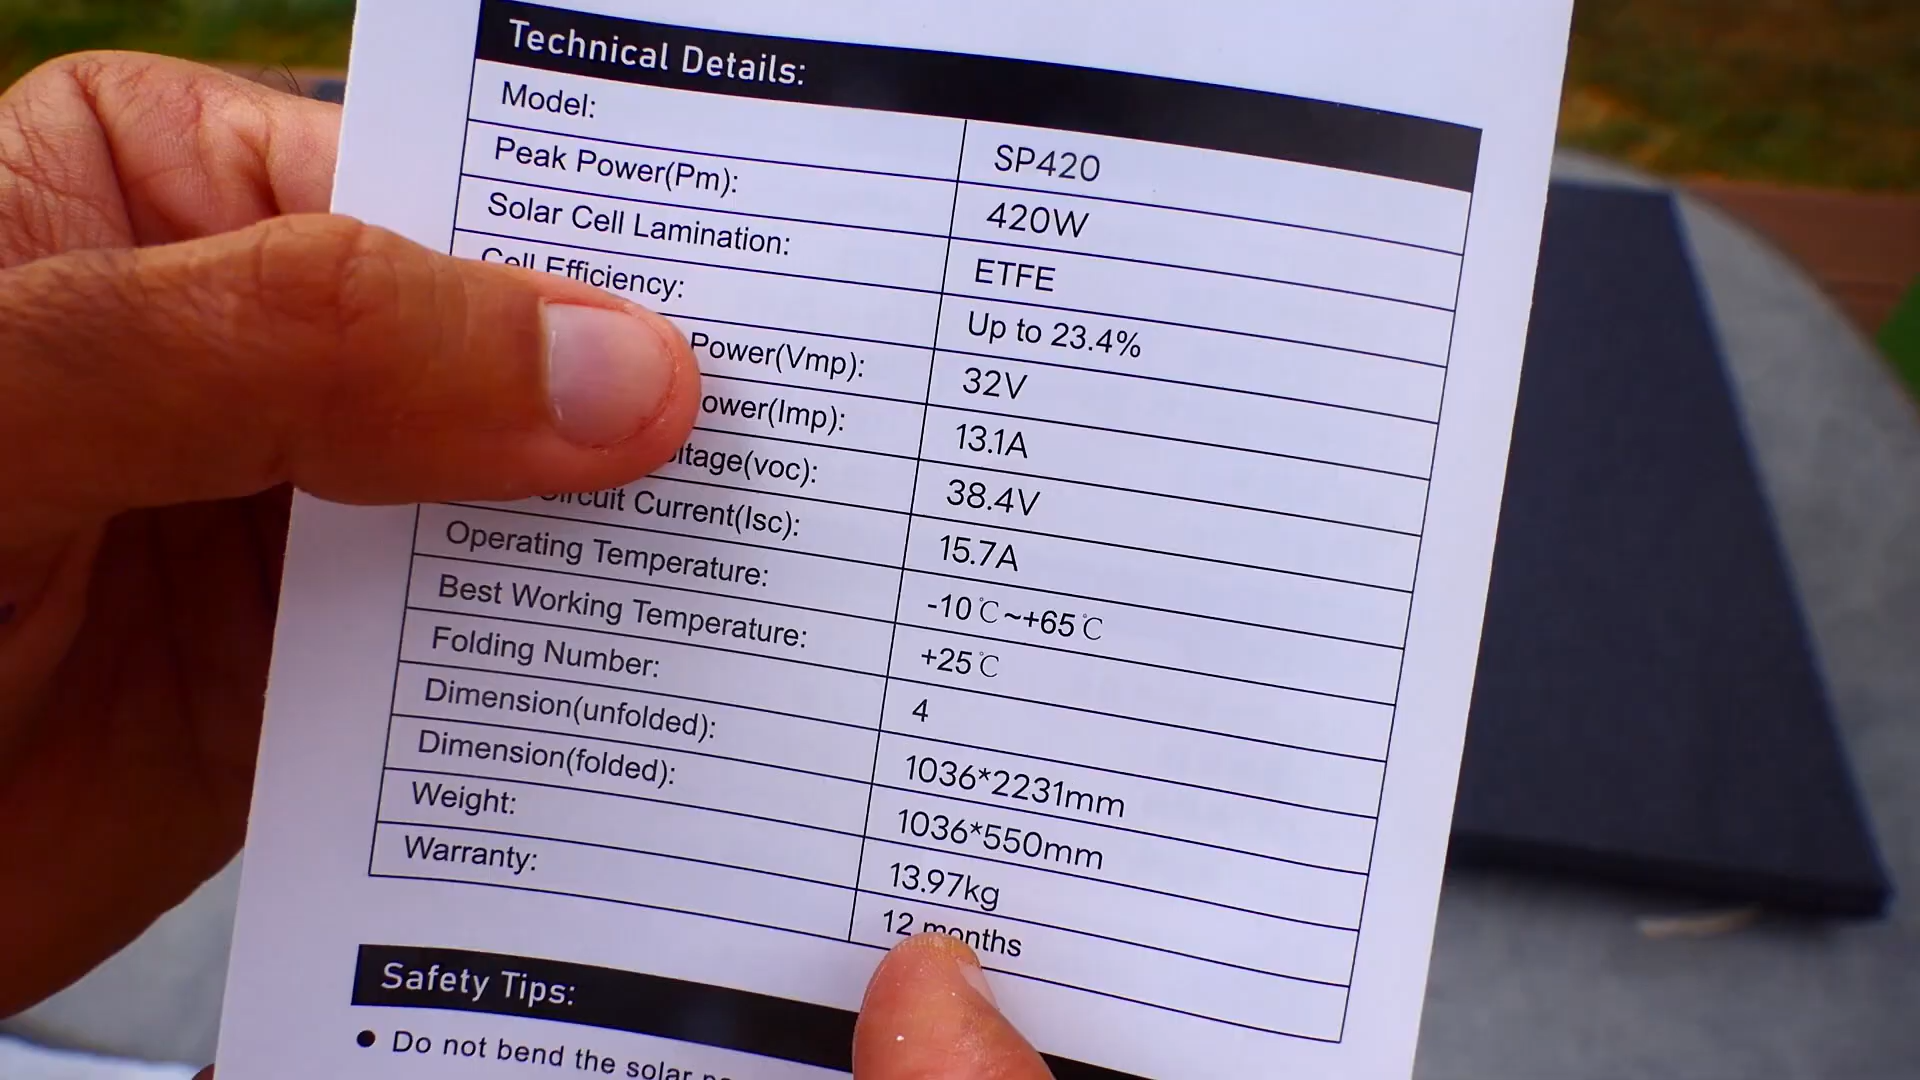 Technical Details:
Model: SP420
Peak Power(Pm): 420W
Solar Cell Lamination: ETFE
Cell Efficiency: Up to 23.4%
Power(Vmp): 32V
(Imp): 13.1A
(voc): 38.4V
Circuit Current(Isc): 15.7A
Operating Temperature: -10℃~+65℃
Best Working Temperature: +25℃
Folding Number: 4
Dimension(unfolded): 1036*2231mm
Dimension(folded): 1036*550mm
Weight: 13.97kg
Warranty: 12 months
Safety Tips:
● Do not bend the solar